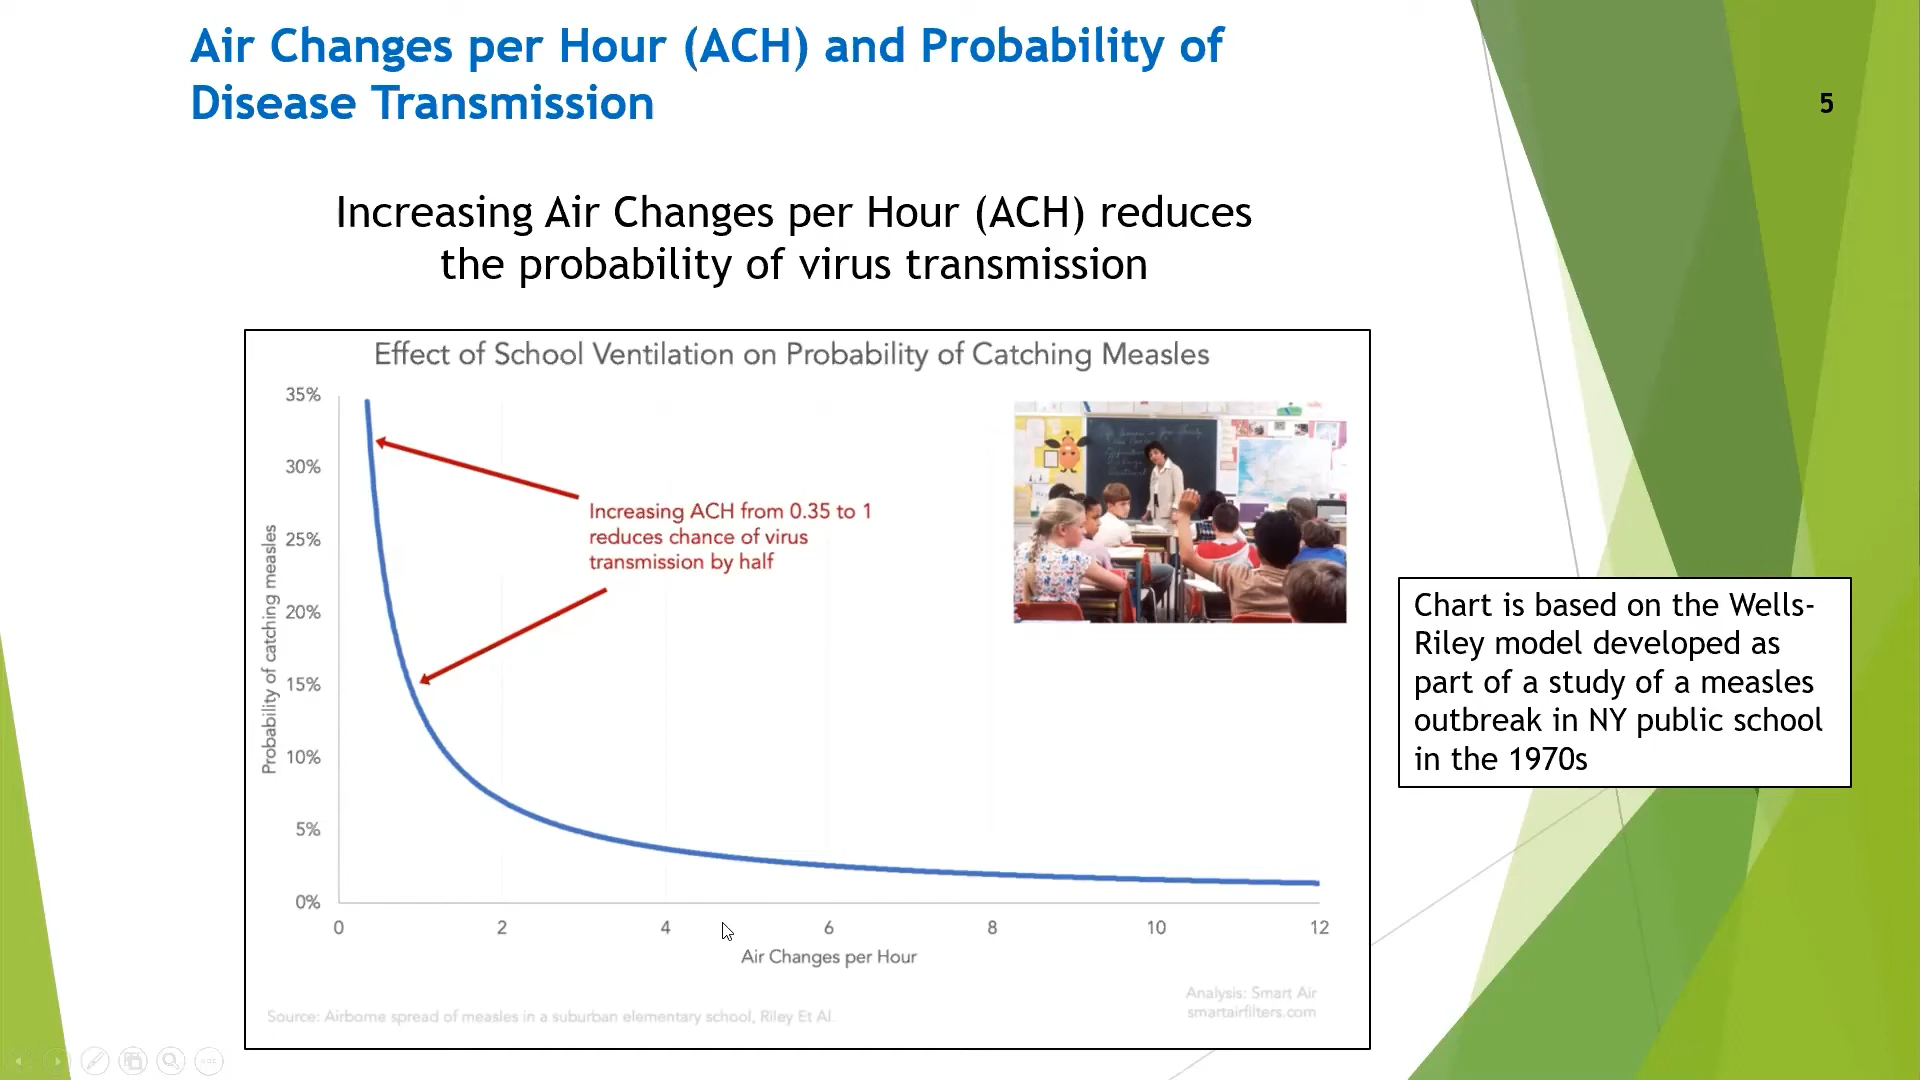 Air Changes per Hour (ACH) and Probability of
Disease Transmission
5
Increasing Air Changes per Hour (ACH) reduces
the probability of virus transmission
Effect of School Ventilation on Probability of Catching Measles
35%
30%
25%
20%
15%
10%
5%
0%
Probability of catching measles
Increasing ACH from 0.35 to 1
reduces chance of virus
transmission by half
0 2 4 6 8 10 12
Air Changes per Hour
Analysis: Smart Air
smartairfilters.com
Source: Airborne spread of measles in a suburban elementary school, Riley Et Al.
Chart is based on the Wells-
Riley model developed as
part of a study of a measles
outbreak in NY public school
in the 1970s